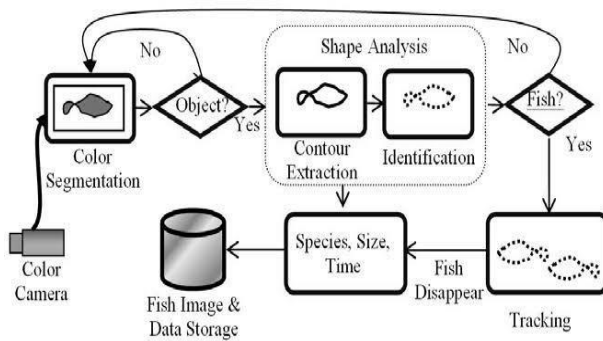 No
Shape Analysis
No
Object?
Yes
Fish?
Yes
Color
Segmentation
Contour
Extraction
Identification
Color
Camera
Fish Image &
Data Storage
Species, Size,
Time
Fish
Disappear
Tracking